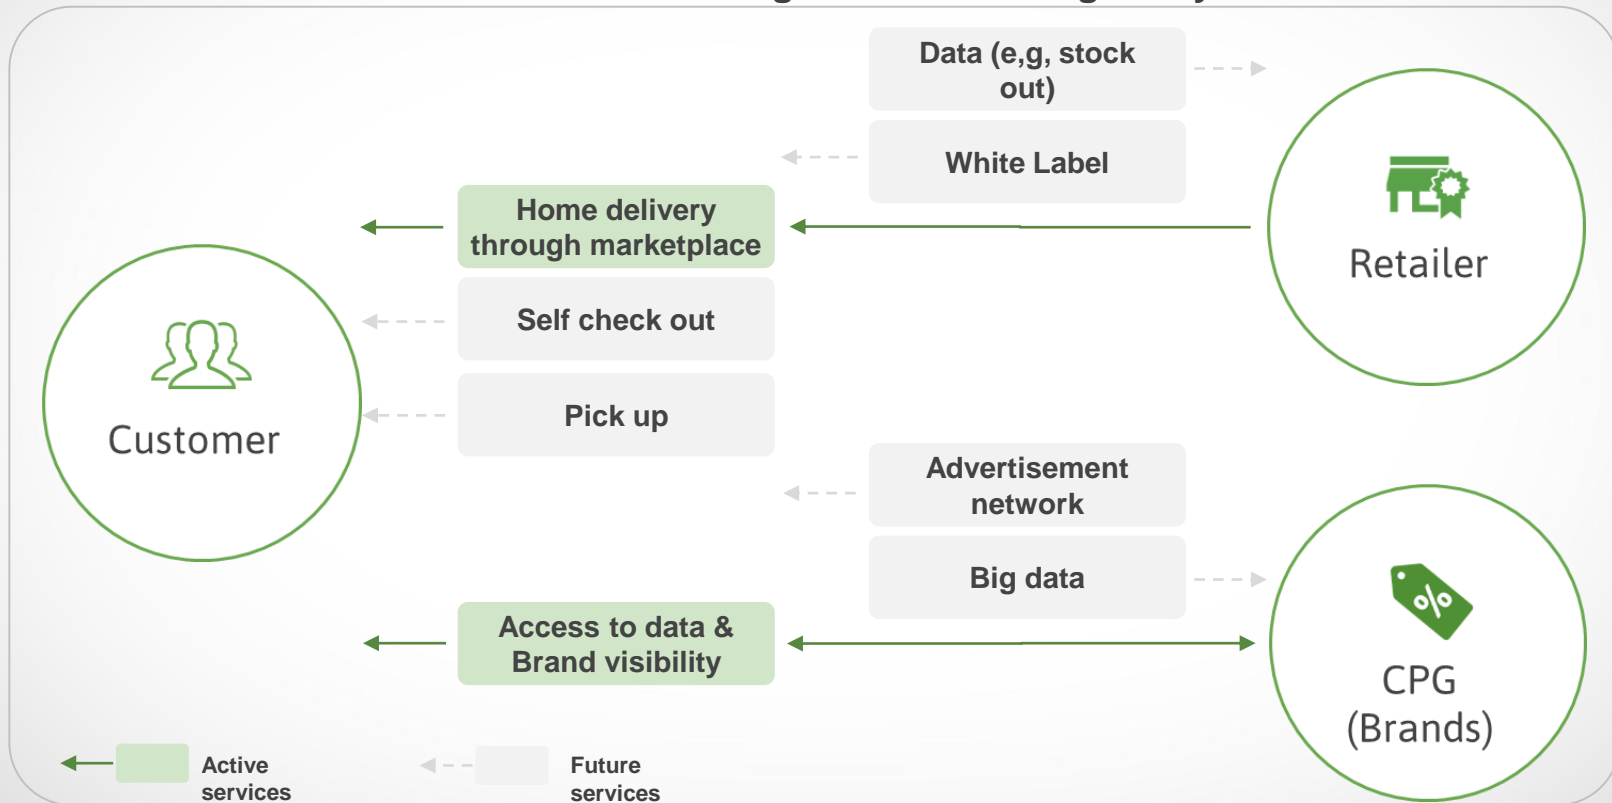 Data (e,g, stock
out)
White Label
Home delivery
through marketplace
Retailer
Self check out
Pick up
Customer
Advertisement
network
Big data
Access to data &
Brand visibility
CPG
(Brands)
Active
services
Future
services